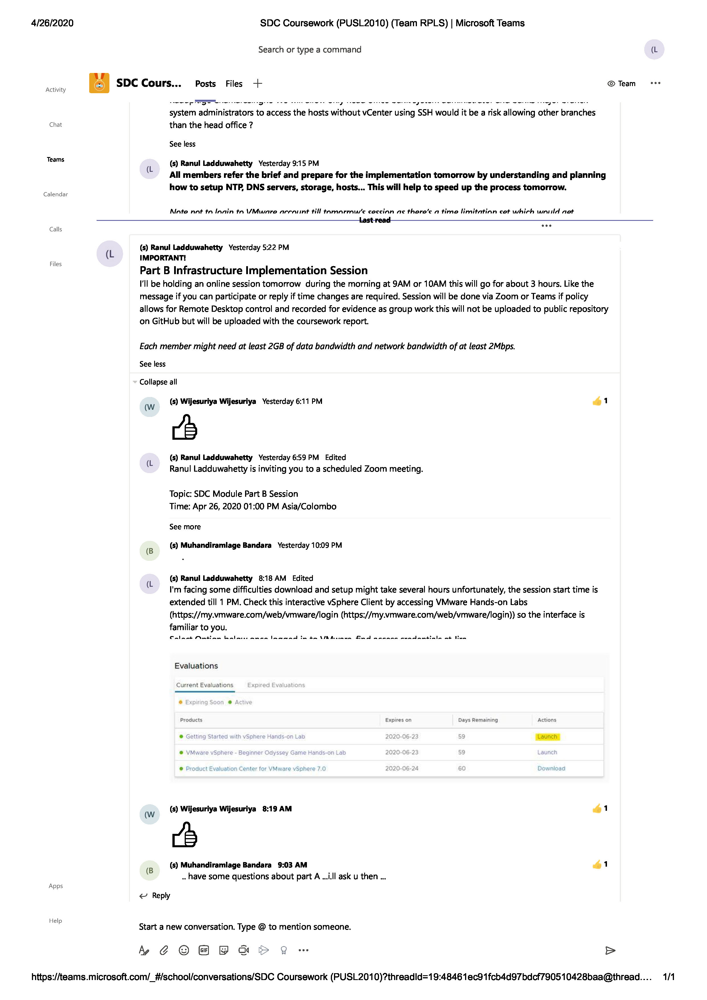 4/26/2020 SDC Coursework (PUSL2010) (Team RPLS) | Microsoft Teams
Search or type a command
(L
SDC Cours... Posts Files Team ...
Activity
Chat
Teams
Calendar
Calls
Files
system administrators to access the hosts without vCenter using SSH would it be a risk allowing other branches
than the head office ?
See less
(L
(s) Ranul Ladduwahetty Yesterday 9:15 PM
All members refer the brief and prepare for the implementation tomorrow by understanding and planning
how to setup NTP, DNS servers, storage, hosts... This will help to speed up the process tomorrow.
Note not to login to VMware account till tomorrow's session as there's a time limitation set which would get
Last read
...
(L
(s) Ranul Ladduwahetty Yesterday 5:22 PM
IMPORTANT!
Part B Infrastructure Implementation Session
I'll be holding an online session tomorrow during the morning at 9AM or 10AM this will go for about 3 hours. Like the
message if you can participate or reply if time changes are required. Session will be done via Zoom or Teams if policy
allows for Remote Desktop control and recorded for evidence as group work this will not be uploaded to public repository
on GitHub but will be uploaded with the coursework report.
Each member might need at least 2GB of data bandwidth and network bandwidth of at least 2Mbps.
See less
Collapse all
(W
(s) Wijesuriya Wijesuriya Yesterday 6:11 PM 1
(L
(s) Ranul Ladduwahetty Yesterday 6:59 PM Edited
Ranul Ladduwahetty is inviting you to a scheduled Zoom meeting.
Topic: SDC Module Part B Session
Time: Apr 26, 2020 01:00 PM Asia/Colombo
See more
(B
(s) Muhandiramlage Bandara Yesterday 10:09 PM
.
(L
(s) Ranul Ladduwahetty 8:18 AM Edited
I'm facing some difficulties download and setup might take several hours unfortunately, the session start time is
extended till 1 PM. Check this interactive vSphere Client by accessing VMware Hands-on Labs
(https://my.vmware.com/web/vmware/login (https://my.vmware.com/web/vmware/login)) so the interface is
familiar to you.
Select Option below once logged in to VMware, find access credentials at Jira
Evaluations
Current Evaluations Expired Evaluations
Expiring Soon Active
Products Expires on Days Remaining Actions
Getting Started with vSphere Hands-on Lab 2020-06-23 59 Launch
VMware vSphere - Beginner Odyssey Game Hands-on Lab 2020-06-23 59 Launch
Product Evaluation Center for VMware vSphere 7.0 2020-06-24 60 Download
(W
(s) Wijesuriya Wijesuriya 8:19 AM 1
(B
(s) Muhandiramlage Bandara 9:03 AM 1
.. have some questions about part A ...i.ll ask u then ...
Reply
Apps
Help
Start a new conversation. Type @ to mention someone.
GIF ...
https://teams.microsoft.com/_#/school/conversations/SDC Coursework (PUSL2010)?threadId=19:48461ec91fcb4d97bdcf790510428baa@thread.... 1/1